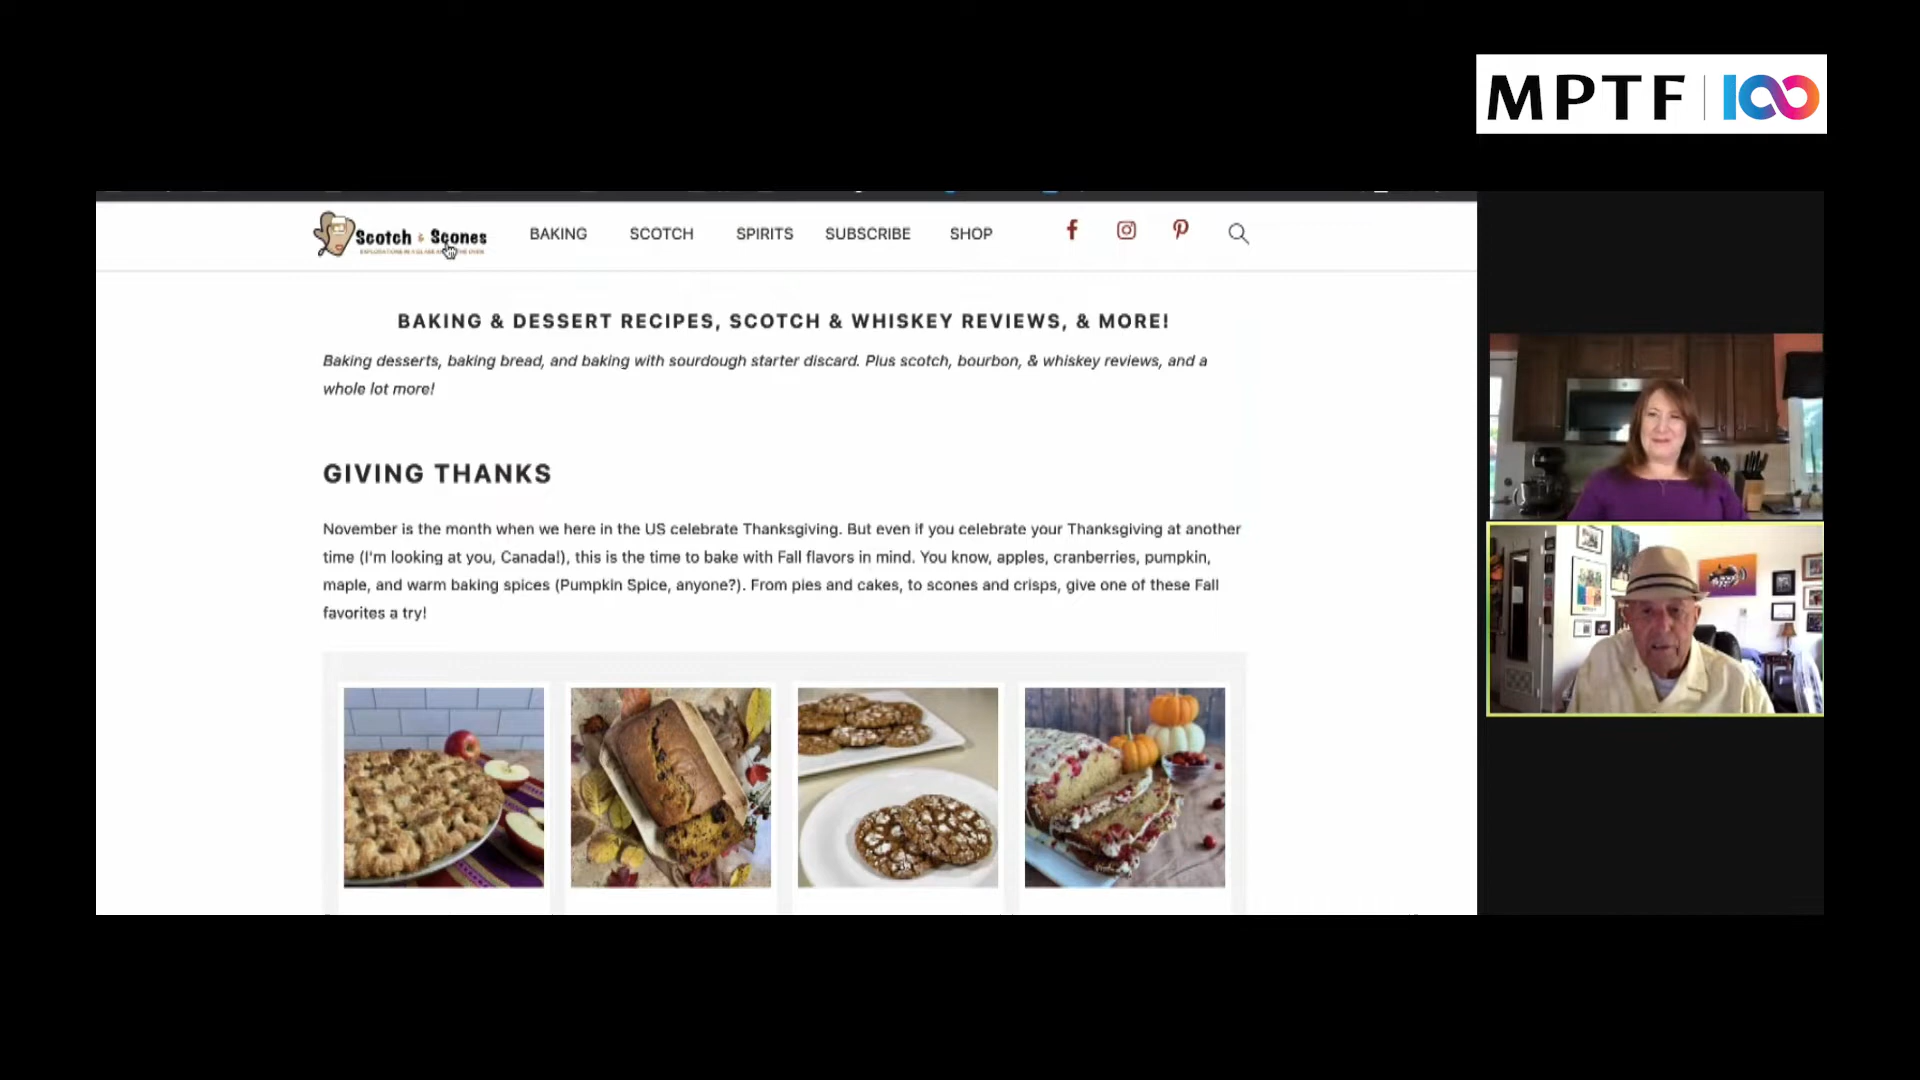 MPTF 100
Scotch & Scones
BAKING
SCOTCH
SPIRITS
SUBSCRIBE
SHOP
BAKING & DESSERT RECIPES, SCOTCH & WHISKEY REVIEWS, & MORE!
Baking desserts, baking bread, and baking with sourdough starter discard. Plus scotch, bourbon, & whiskey reviews, and a
whole lot more!
GIVING THANKS
November is the month when we here in the US celebrate Thanksgiving. But even if you celebrate your Thanksgiving at another
time (I'm looking at you, Canada!), this is the time to bake with Fall flavors in mind. You know, apples, cranberries, pumpkin,
maple, and warm baking spices (Pumpkin Spice, anyone?). From pies and cakes, to scones and crisps, give one of these Fall
favorites a try!